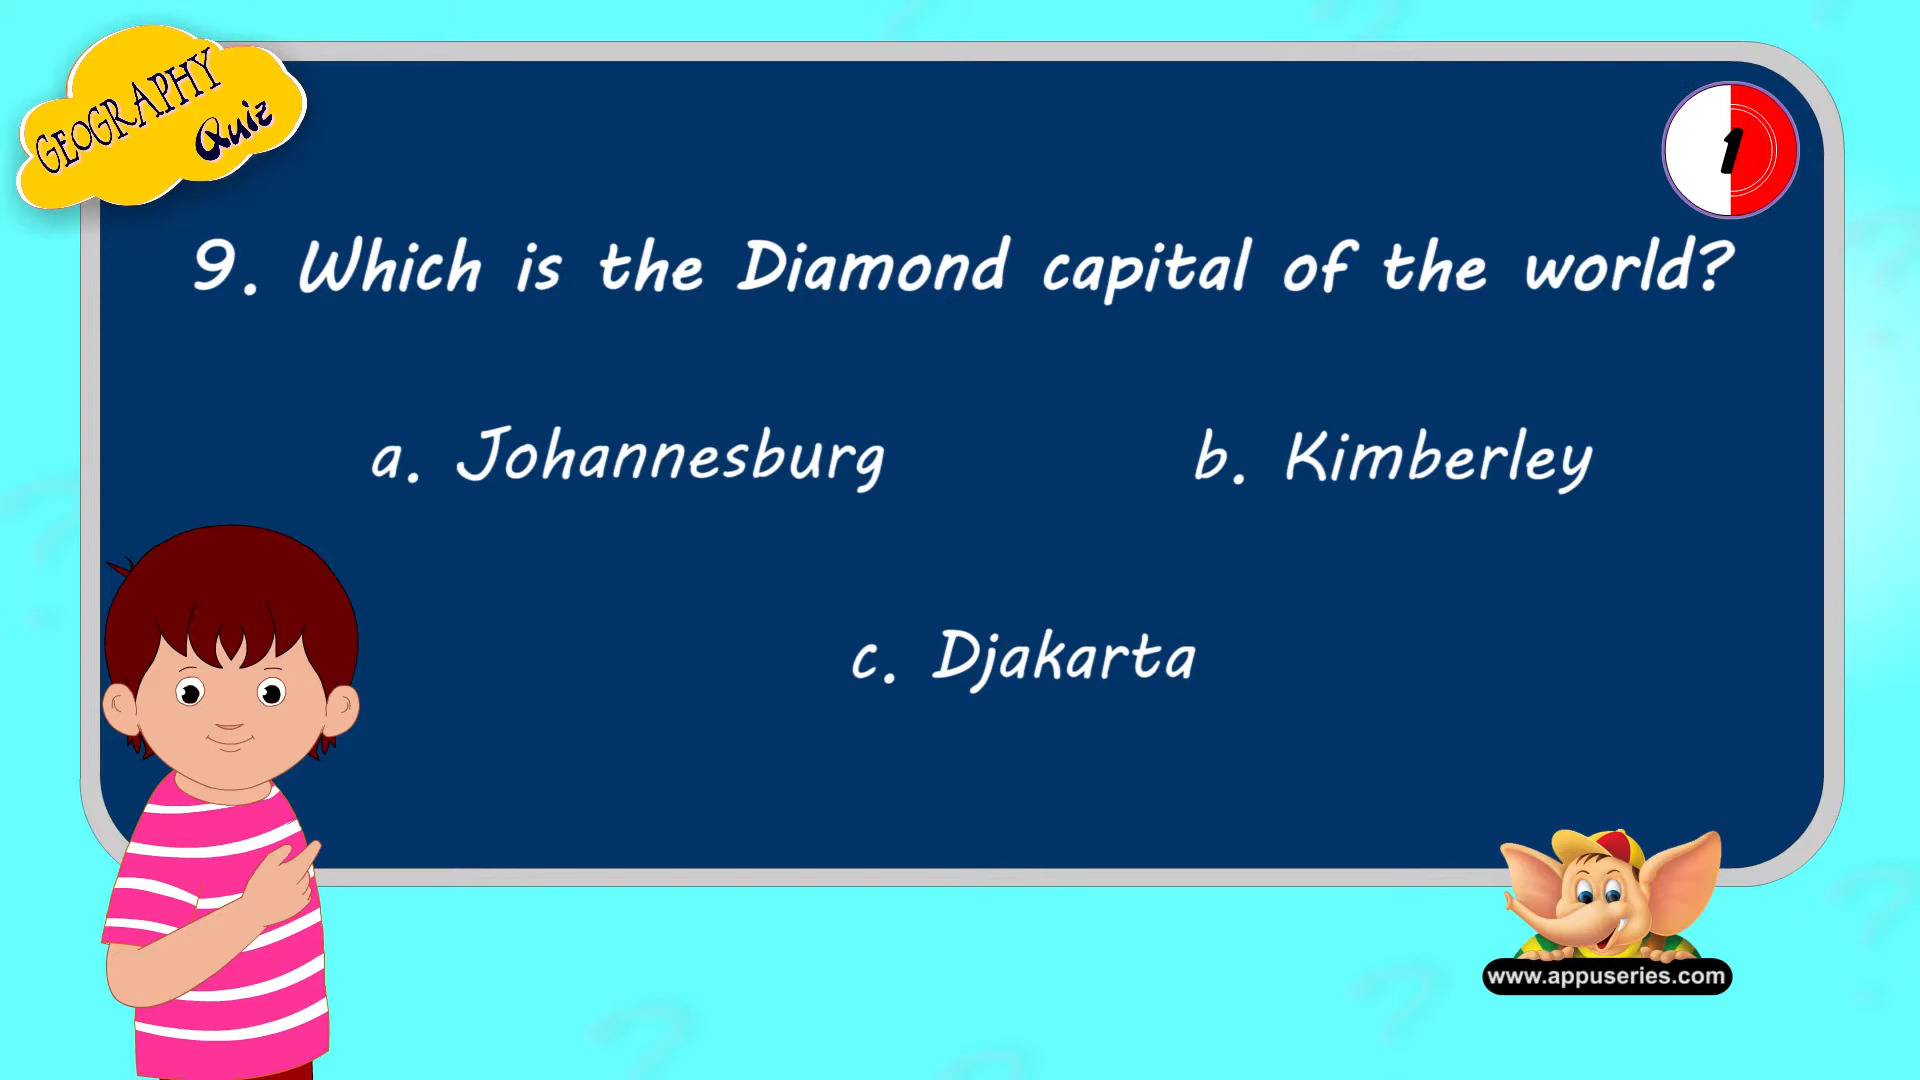 GEOGRAPHY
Quiz
1
9. Which is the Diamond capital of the world?
a. Johannesburg
b. Kimberley
c. Djakarta
www.appuseries.com